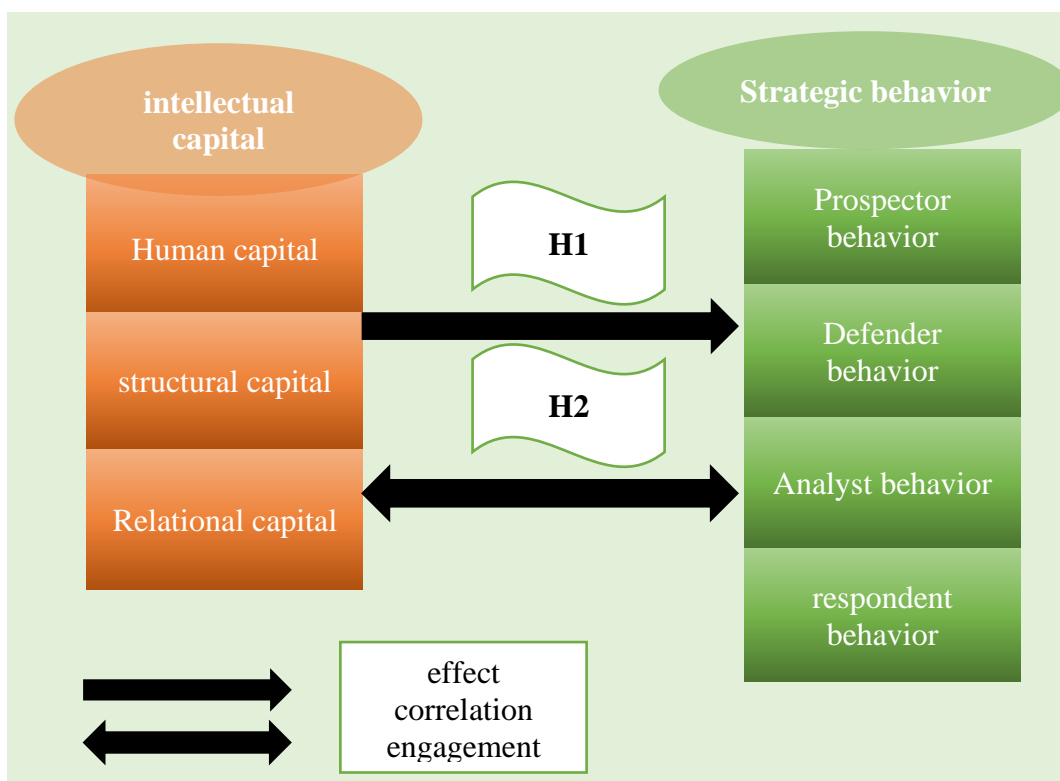 intellectual
capital
Human capital
structural capital
Relational capital
H1
H2
Strategic behavior
Prospector
behavior
Defender
behavior
Analyst behavior
respondent
behavior
effect
correlation
engagement